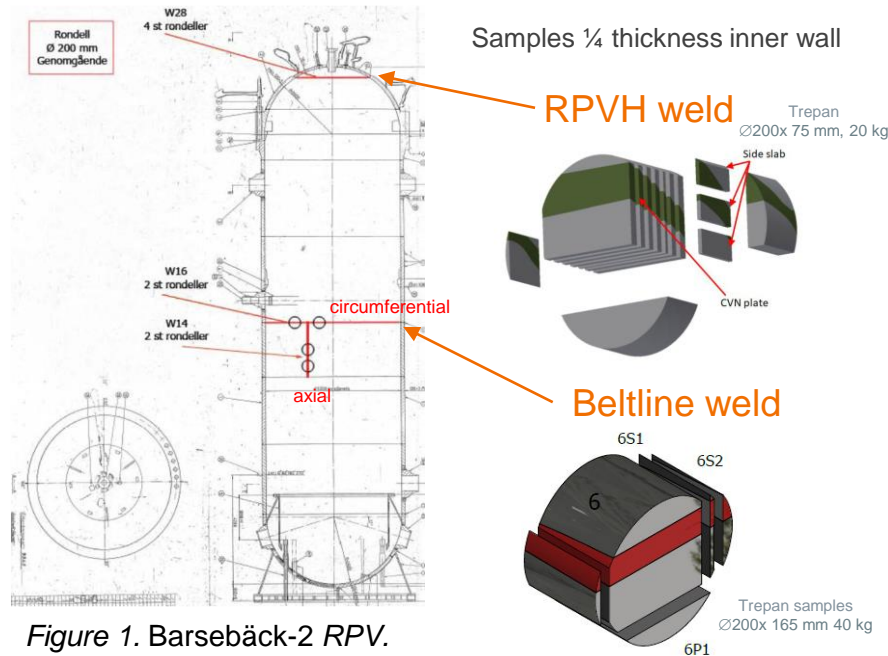 W28
4 st rondeller
Rondell
Ø 200 mm
Genomgående
W16
2 st rondeller
W14
2 st rondeller
circumferential
axial
Figure 1. Barsebäck-2 RPV.
Samples ¼ thickness inner wall
RPVH weld
Trepan
∅200x 75 mm, 20 kg
Side slab
CVN plate
Beltline weld
6S1
6S2
6
Trepan samples
∅200x 165 mm 40 kg
6P1